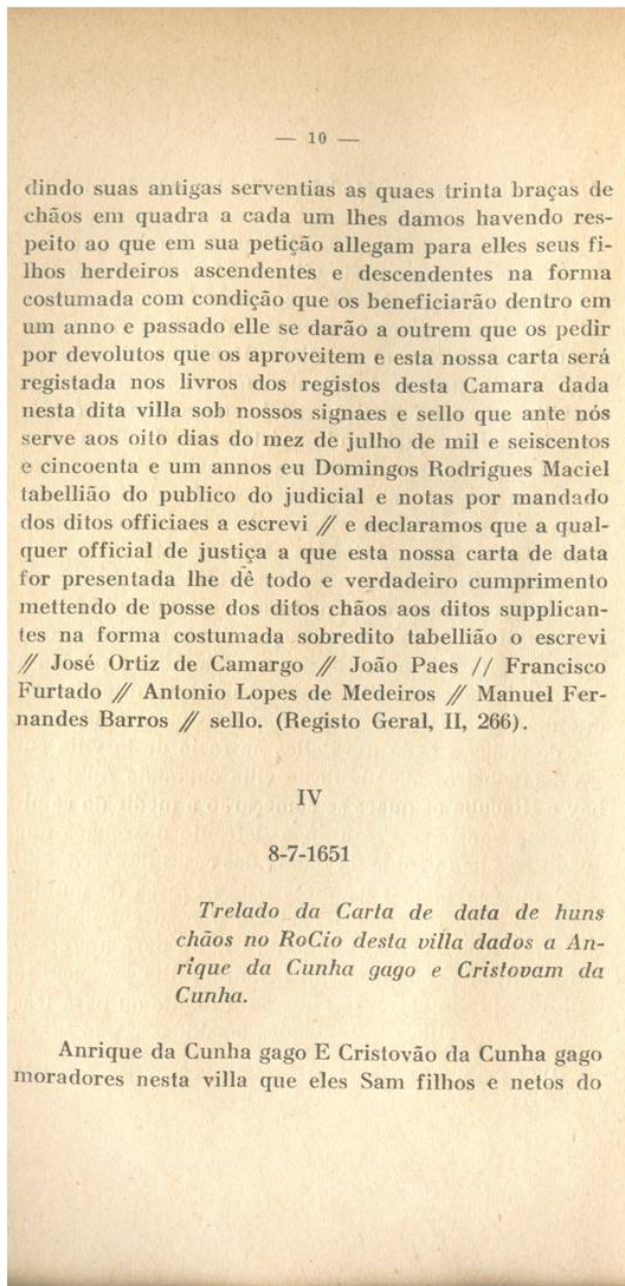 — 10 —
dindo suas antigas serventias as quaes trinta braças de
chãos em quadra a cada um lhes damos havendo res-
peito ao que em sua petição allegam para elles seus fi-
lhos herdeiros ascendentes e descendentes na forma
costumada com condição que os beneficiarão dentro em
um anno e passado elle se darão a outrem que os pedir
por devolutos que os aproveitem e esta nossa carta será
registada nos livros dos registos desta Camara dada
nesta dita villa sob nossos signaes e sello que ante nós
serve aos oito dias do mez de julho de mil e seiscentos
e cincoenta e um annos eu Domingos Rodrigues Maciel
tabellião do publico do judicial e notas por mandado
dos ditos officiaes a escrevi // e declaramos que a qual-
quer official de justiça a que esta nossa carta de data
for presentada lhe dê todo e verdadeiro cumprimento
mettendo de posse dos ditos chãos aos ditos supplican-
tes na forma costumada sobredito tabellião o escrevi
// José Ortiz de Camargo // João Paes // Francisco
Furtado // Antonio Lopes de Medeiros // Manuel Fer-
nandes Barros // sello. (Registo Geral, II, 266).
IV
8-7-1651
Trelado da Carta de data de huns
chãos no RoCio desta villa dados a An-
rique da Cunha gago e Cristovam da
Cunha.
Anrique da Cunha gago E Cristovão da Cunha gago
moradores nesta villa que eles Sam filhos e netos do